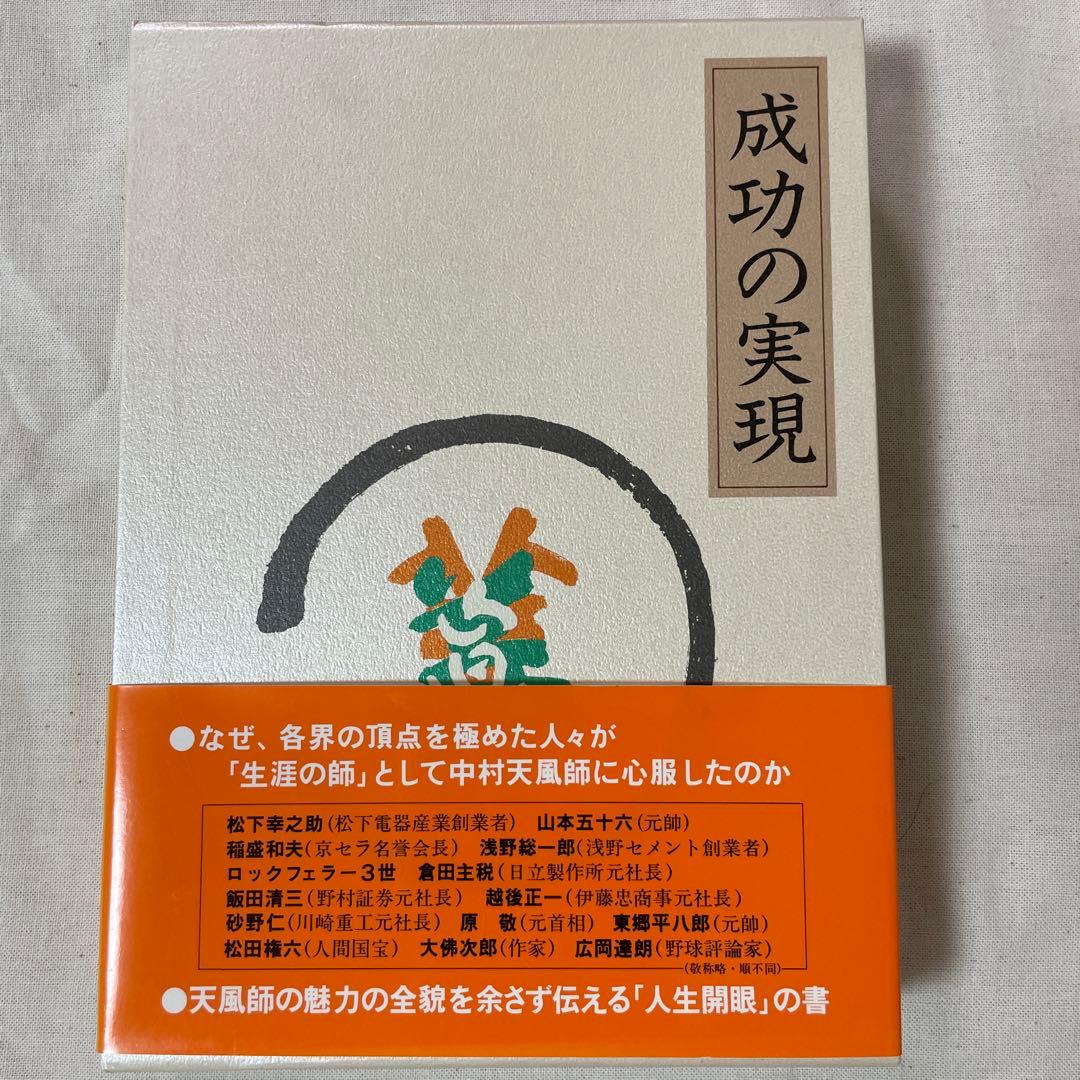 成功の実現
●なぜ、各界の頂点を極めた人々が
「生涯の師」として中村天風師に心服したのか
松下幸之助(松下電器産業創業者) 山本五十六(元帥)
稲盛和夫(京セラ名誉会長) 浅野総一郎(浅野セメント創業者)
ロックフェラー3世 倉田主税(日立製作所元社長)
飯田清三(野村証券元社長) 越後正一(伊藤忠商事元社長)
砂野仁(川崎重工元社長) 原 敬(元首相) 東郷平八郎(元帥)
松田権六(人間国宝) 大佛次郎(作家) 広岡達朗(野球評論家)
(敬称略・順不同)
●天風師の魅力の全貌を余さず伝える「人生開眼」の書